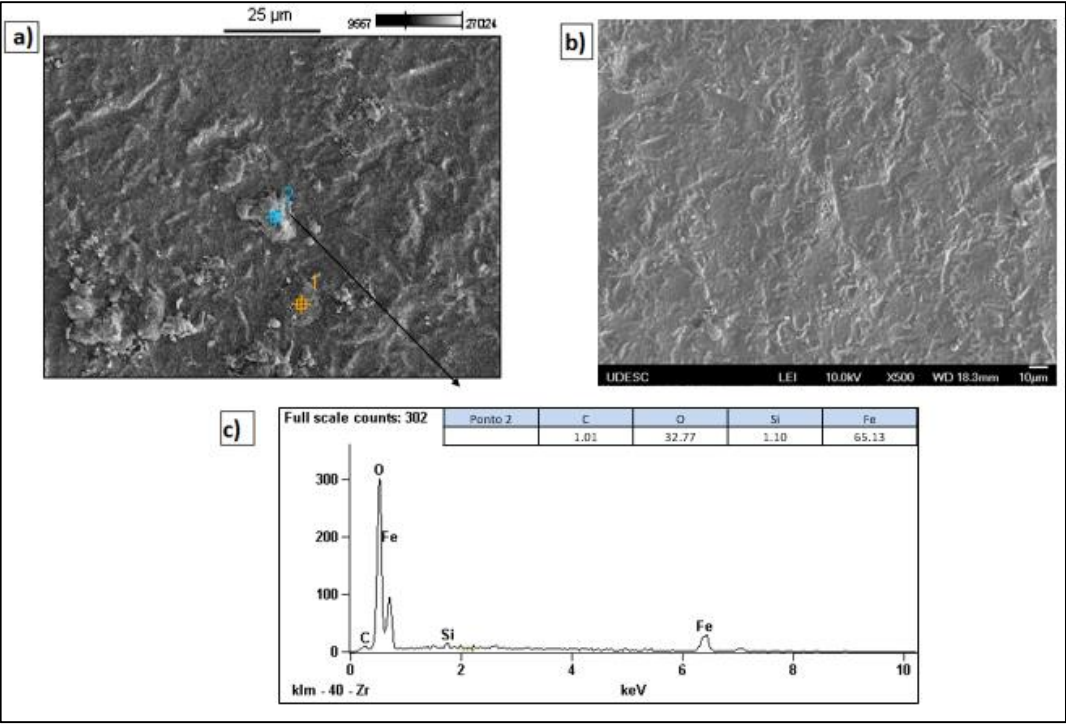 a)
25 µm
9567 27024
2
1
b)
UDESC LEI 10.0kV X500 WD 18.3mm 10µm
c)
Full scale counts: 302
Ponto 2 C O Si Fe
1.01 32.77 1.10 65.13
O
300
200
Fe
100
C Si Fe
0
0 2 4 6 8 10
klm - 40 - Zr keV